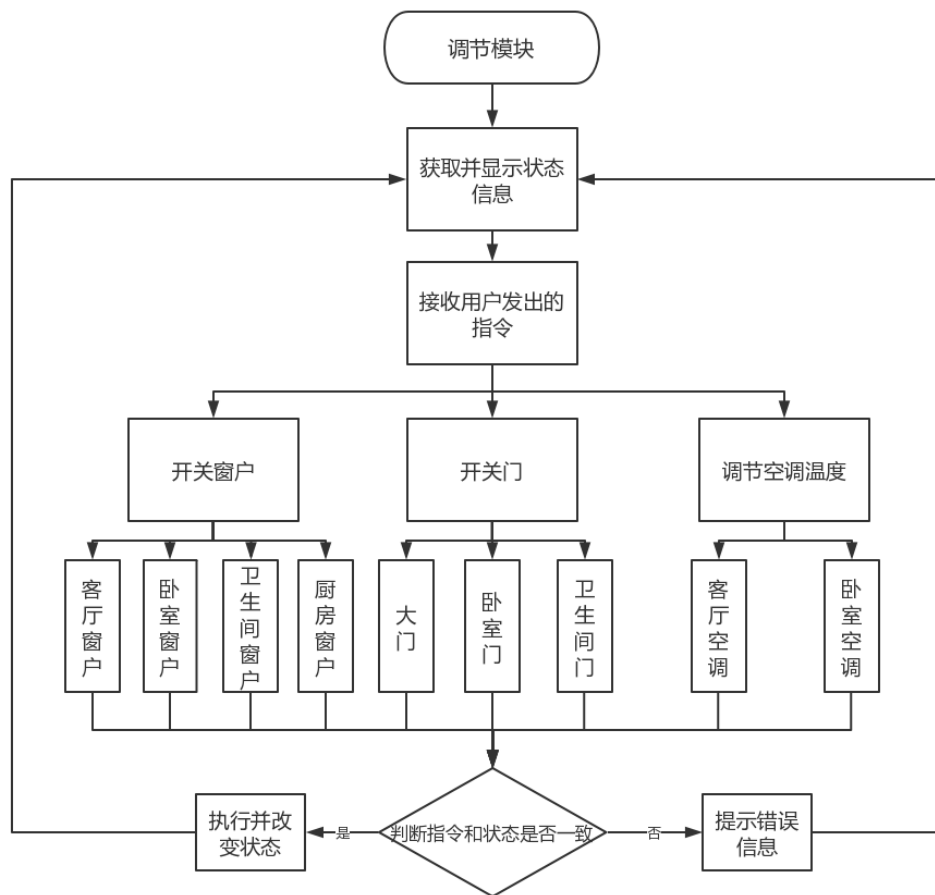 调节模块
获取并显示状态
信息
接收用户发出的
指令
开关窗户
开关门
调节空调温度
客厅窗户
卧室窗户
卫生间窗户
厨房窗户
大门
卧室门
卫生间门
客厅空调
卧室空调
执行并改
变状态
是
判断指令和状态是否一致
否
提示错误
信息